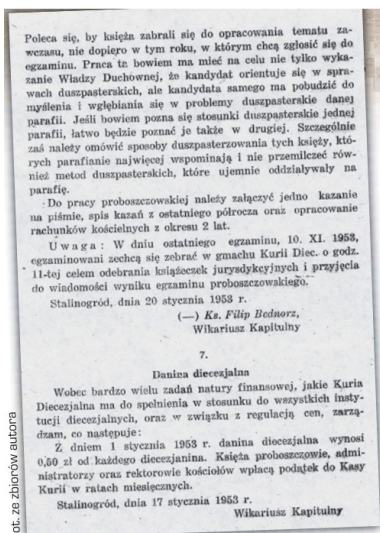 Poleca się, by księża zabrali się do opracowania tematu za-
wczasu, nie dopiero w tym roku, w którym chcą zgłosić się do
egzaminu. Praca ta bowiem ma mieć na celu nie tylko wyka-
zanie Władzy Duchownej, że kandydat orientuje się w spra-
wach duszpasterskich, ale kandydata samego ma pobudzić do
myślenia i wgłębiania się w problemy duszpasterskie danej
parafii. Jeśli bowiem pozna się stosunki duszpasterskie jednej
parafii, łatwo będzie poznać je także w drugiej. Szczególnie
zaś należy omówić sposoby duszpasterzowania tych księży, któ-
rych parafianie najwięcej wspominają i nie przemilczeć rów-
nież metod duszpasterskich, które ujemnie oddziaływały na
parafię.
Do pracy proboszczowskiej należy załączyć jedno kazanie
na piśmie, spis kazań z ostatniego półrocza oraz opracowanie
rachunków kościelnych z okresu 2 lat.
Uwaga: W dniu ostatniego egzaminu, 10. XI. 1953,
egzaminowani zechcą się zebrać w gmachu Kurii Diec. o godz.
11-tej celem odebrania książeczek jurysdykcyjnych i przyjęcia
do wiadomości wyniku egzaminu proboszczowskiego.
Stalinogród, dnia 20 stycznia 1953 r.
(—) Ks. Filip Bednorz,
Wikariusz Kapitulny
7.
Danina diecezjalna
Wobec bardzo wielu zadań natury finansowej, jakie Kuria
Diecezjalna ma do spełnienia w stosunku do wszystkich insty-
tucji diecezjalnych, oraz w związku z regulacją cen, zarzą-
dzam, co następuje:
Z dniem 1 stycznia 1953 r. danina diecezjalna wynosi
0,50 zł od każdego diecezjanina. Księża proboszczowie, admi-
nistratorzy oraz rektorowie kościołów wpłacą podatek do Kasy
Kurii w ratach miesięcznych.
Stalinogród, dnia 17 stycznia 1953 r.
Wikariusz Kapitulny
ot. ze zbiorów autora